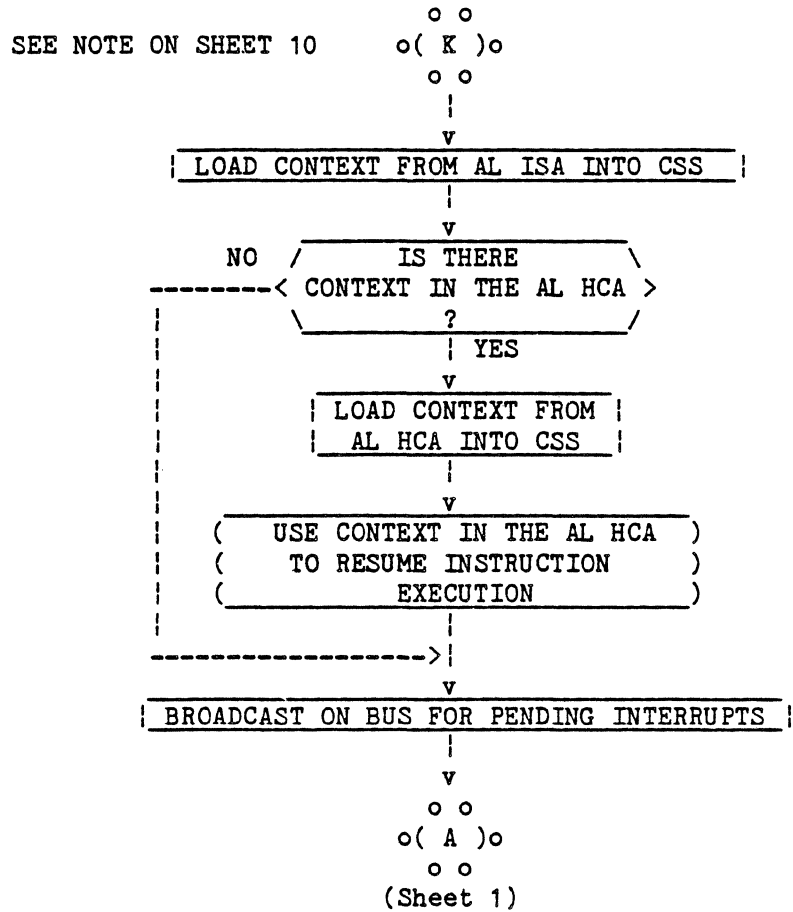 SEE NOTE ON SHEET 10
K
LOAD CONTEXT FROM AL ISA INTO CSS
NO
IS THERE
CONTEXT IN THE AL HCA
?
YES
LOAD CONTEXT FROM
AL HCA INTO CSS
USE CONTEXT IN THE AL HCA
TO RESUME INSTRUCTION
EXECUTION
BROADCAST ON BUS FOR PENDING INTERRUPTS
A
(Sheet 1)